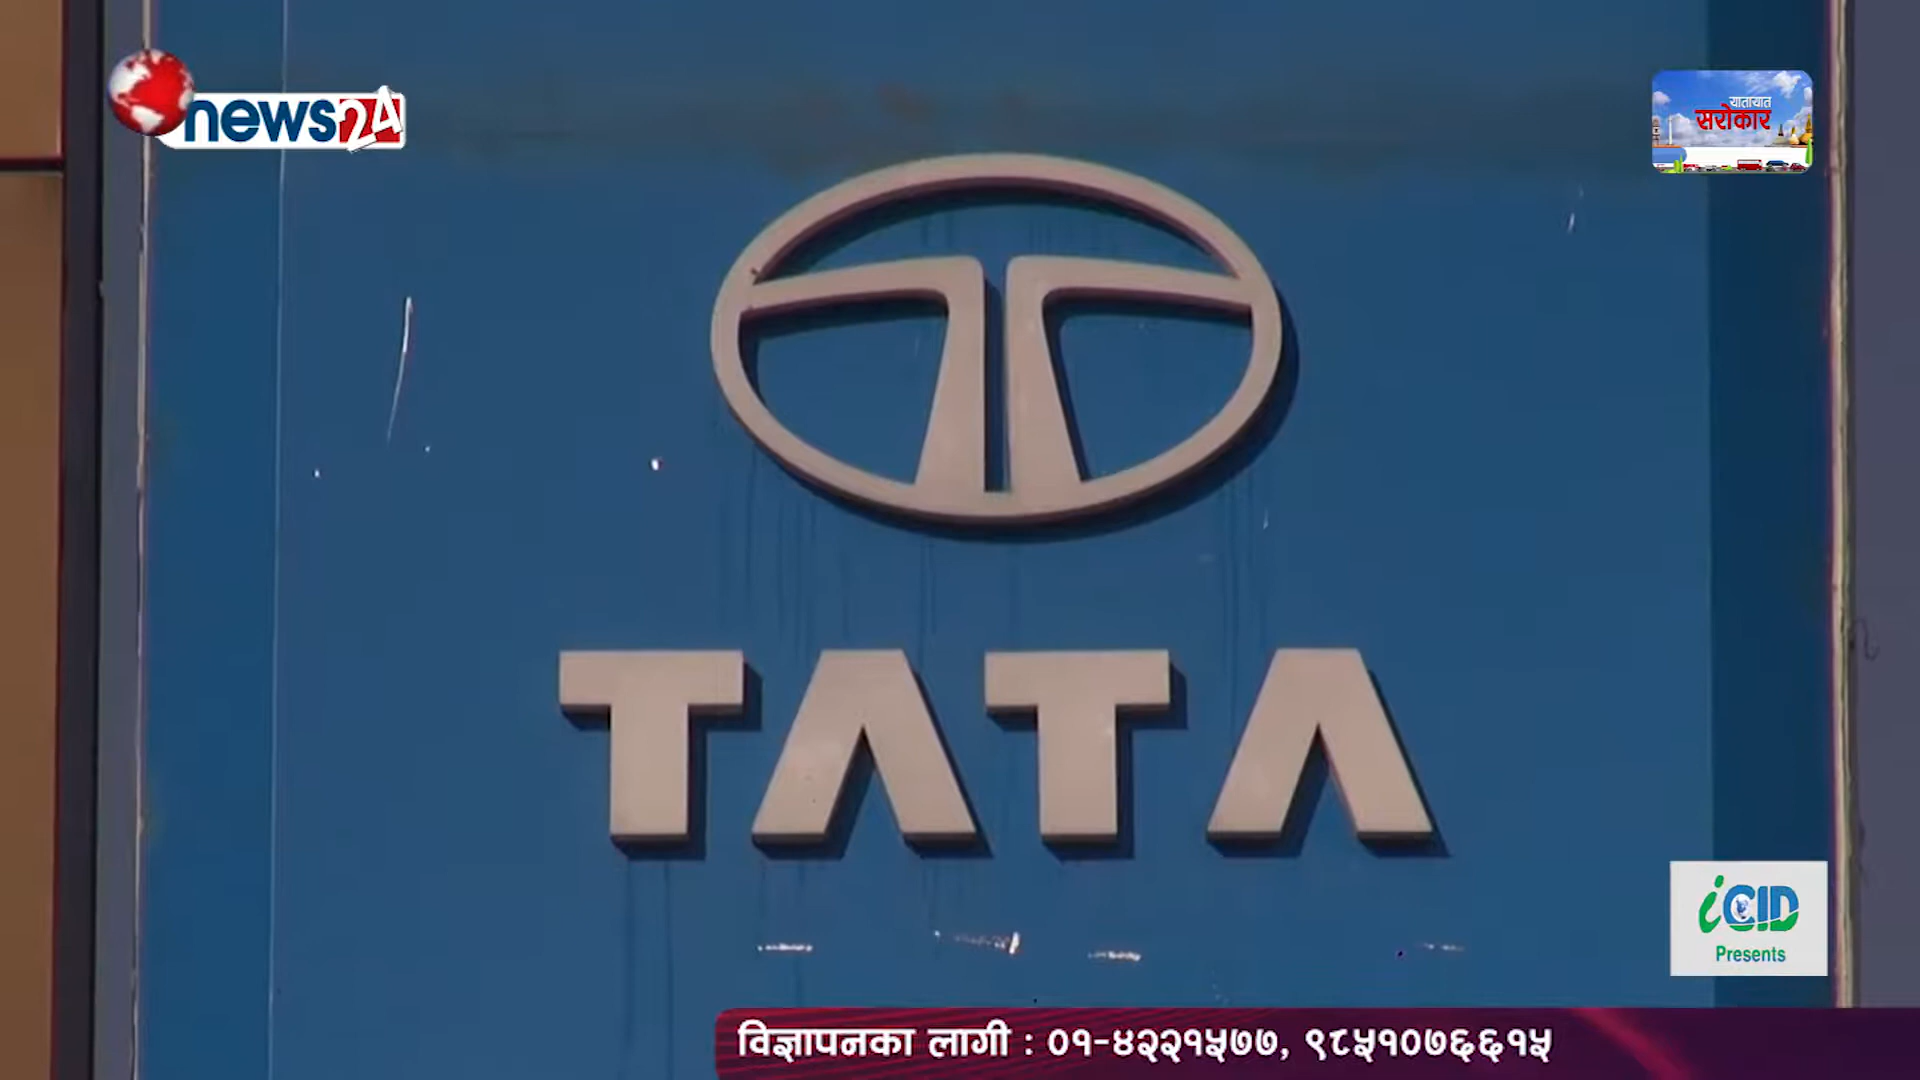 news24
यातायात
सरोकार
TATA
iCID
Presents
विज्ञापनका लागी : ०१-४२२१५७७, ९८५१०७६६१५